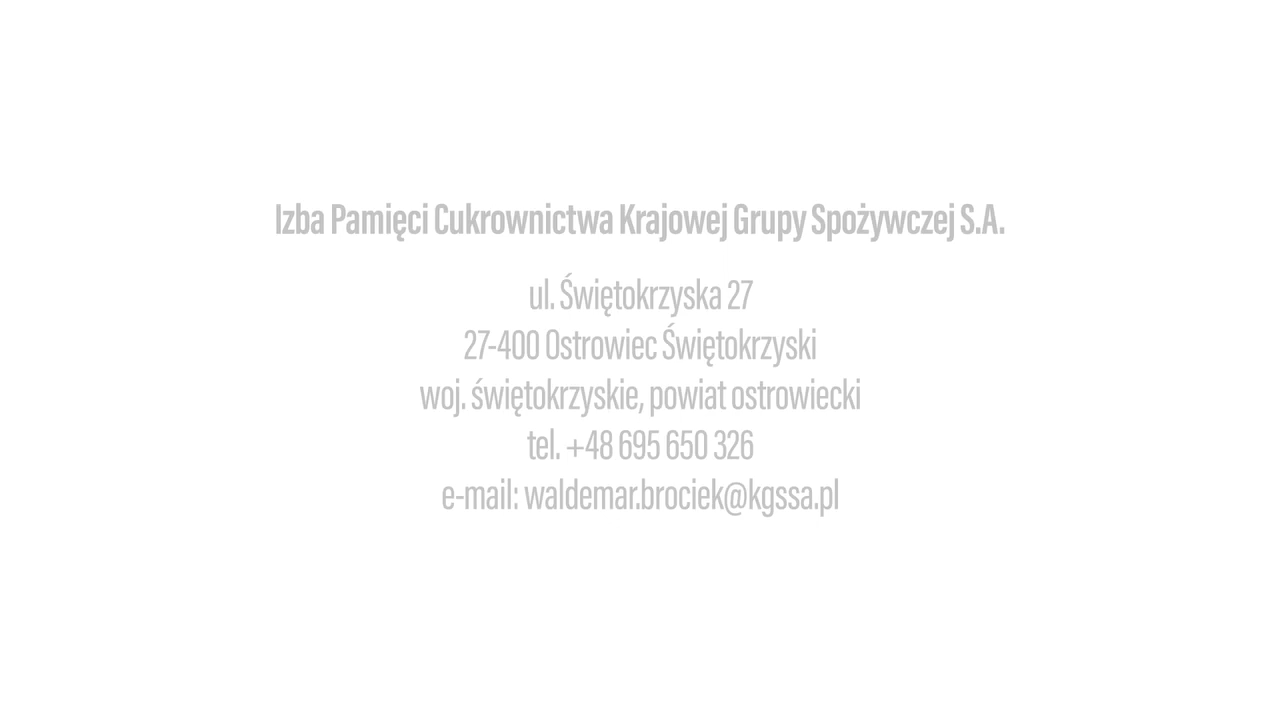 Izba Pamięci Cukrownictwa Krajowej Grupy Spożywczej S.A.
ul. Świętokrzyska 27
27-400 Ostrowiec Świętokrzyski
woj. świętokrzyskie, powiat ostrowiecki
tel. +48 695 650 326
e-mail: waldemar.brociek@kgssa.pl